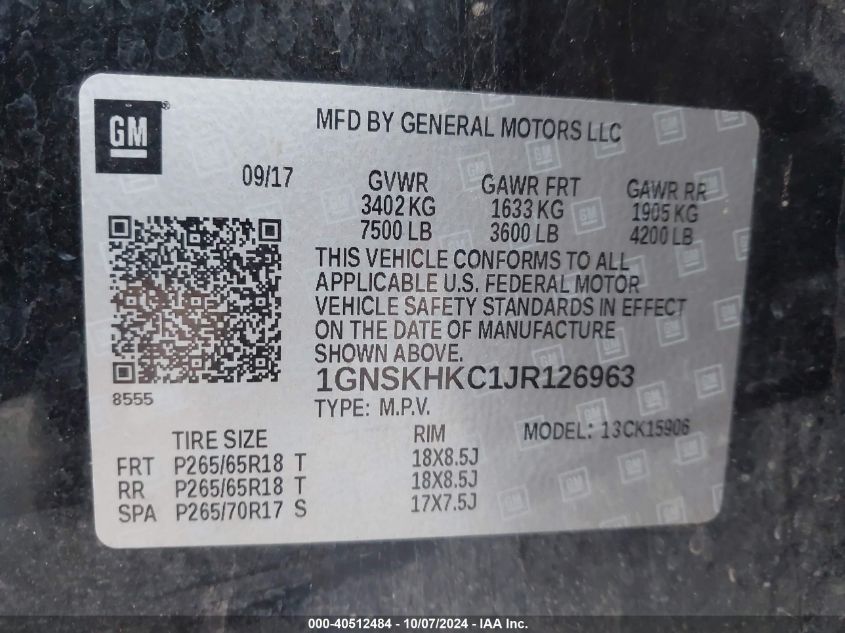 GM®
MFD BY GENERAL MOTORS LLC
09/17 GVWR GAWR FRT GAWR RR
3402 KG 1633 KG 1905 KG
7500 LB 3600 LB 4200 LB
THIS VEHICLE CONFORMS TO ALL
APPLICABLE U.S. FEDERAL MOTOR
VEHICLE SAFETY STANDARDS IN EFFECT
ON THE DATE OF MANUFACTURE
SHOWN ABOVE.
1GNSKHKC1JR126963
8555
TYPE: M.P.V.
MODEL: 13CK15906
TIRE SIZE RIM
FRT P265/65R18 T 18X8.5J
RR P265/65R18 T 18X8.5J
SPA P265/70R17 S 17X7.5J
000-40512484 - 10/07/2024 - IAA Inc.